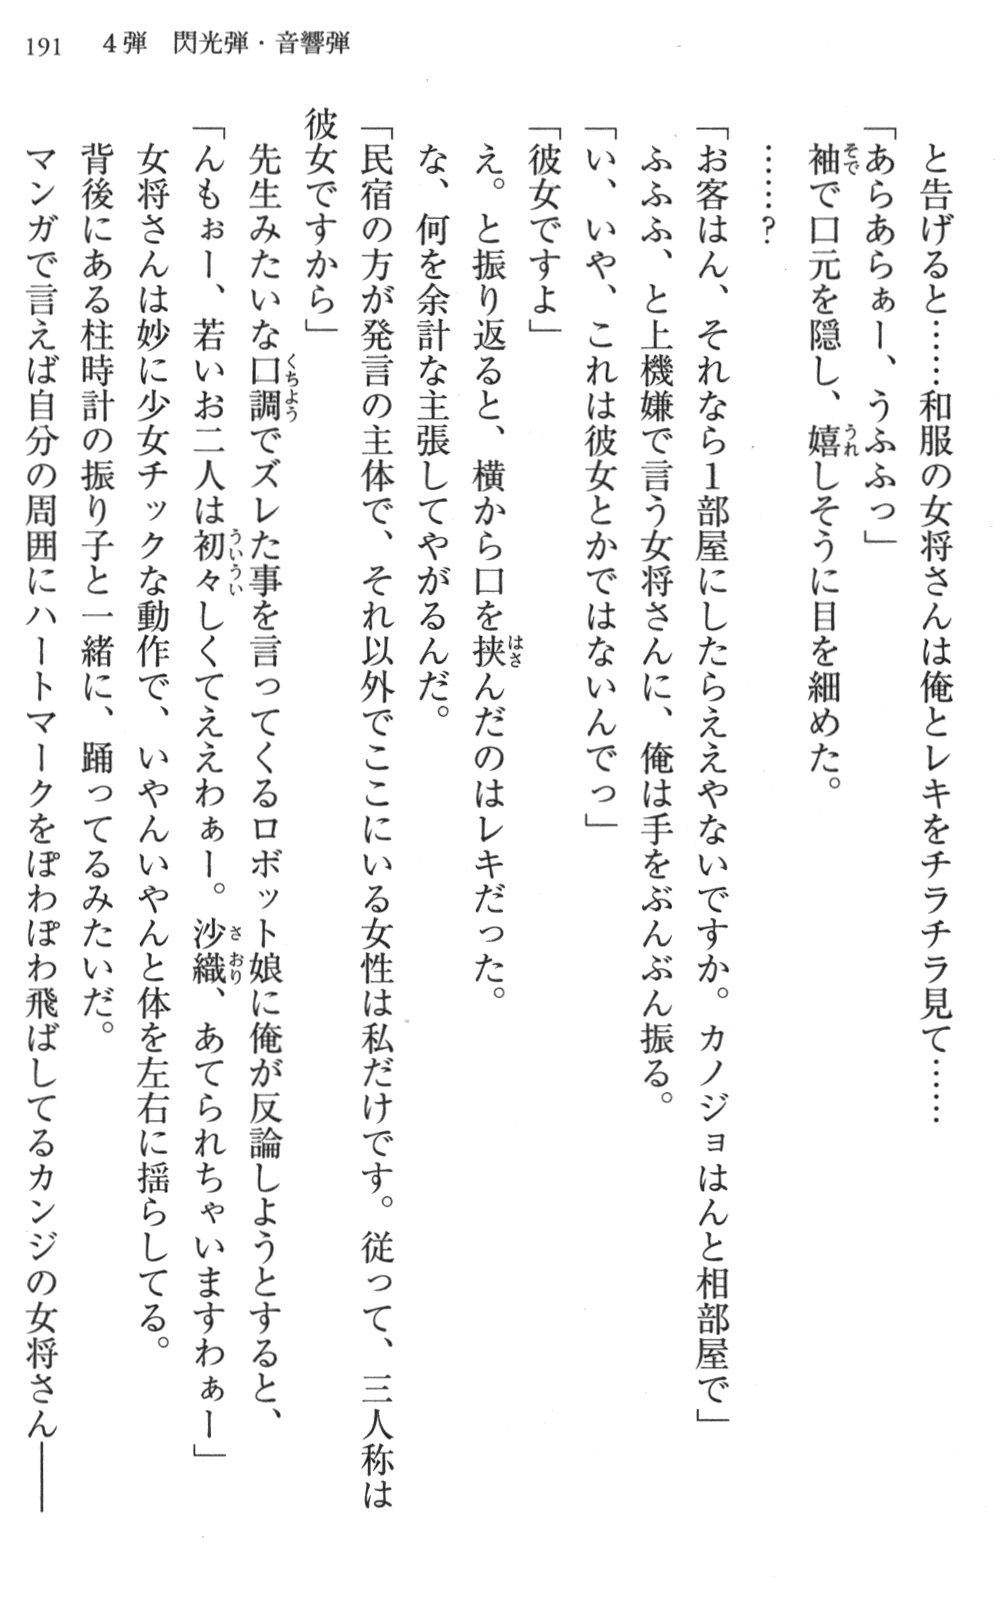 191　４弾　閃光弾・音響弾
と告げると……和服の女将さんは俺とレキをチラチラ見て……
「あらあらぁー、うふふっ」
袖で口元を隠し、嬉しそうに目を細めた。
……？
「お客はん、それなら１部屋にしたらええやないですか。カノジョはんと相部屋で」
ふふふ、と上機嫌で言う女将さんに、俺は手をぶんぶん振る。
「い、いや、これは彼女とかではないんでっ」
「彼女ですよ」
え。と振り返ると、横から口を挟んだのはレキだった。
な、何を余計な主張してやがるんだ。
「民宿の方が発言の主体で、それ以外でここにいる女性は私だけです。従って、三人称は
彼女ですから」
先生みたいな口調でズレた事を言ってくるロボット娘に俺が反論しようとすると、
「んもぉー、若いお二人は初々しくてええわぁー。沙織、あてられちゃいますわぁー」
女将さんは妙に少女チックな動作で、いやんいやんと体を左右に揺らしてる。
背後にある柱時計の振り子と一緒に、踊ってるみたいだ。
マンガで言えば自分の周囲にハートマークをぽわぽわ飛ばしてるカンジの女将さん――